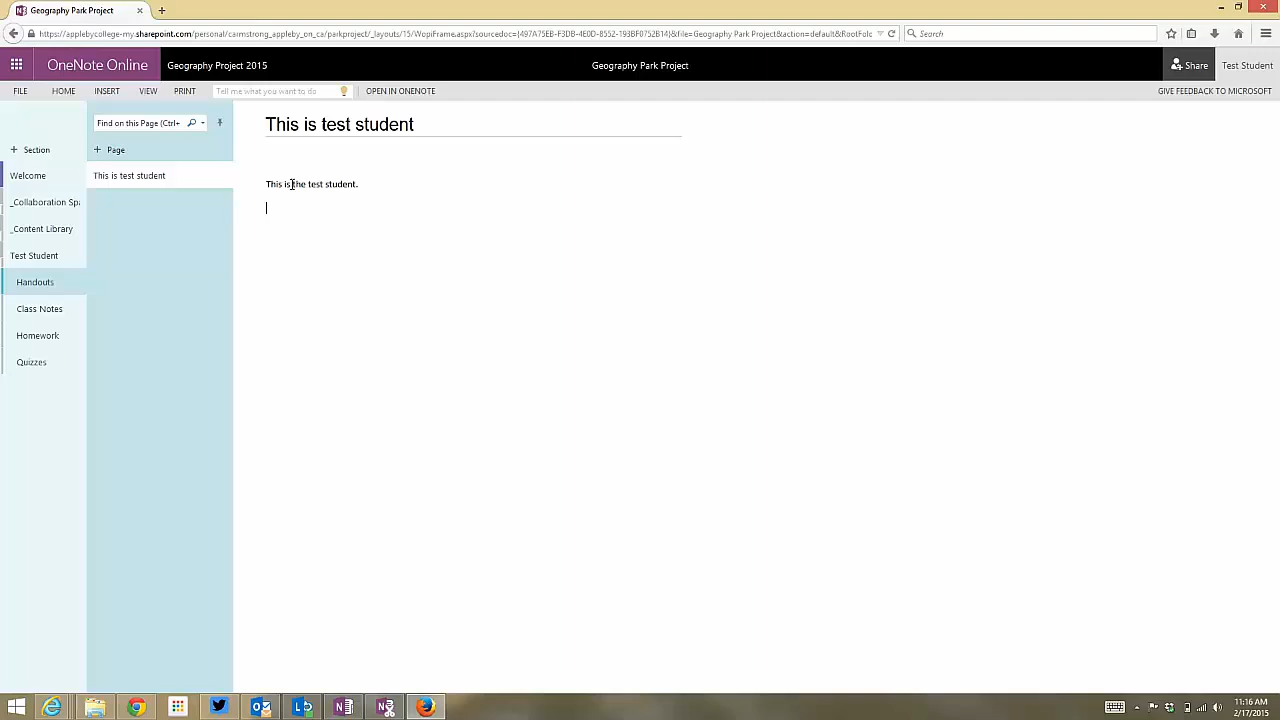 Geography Park Project
https://applebycollege-my.sharepoint.com/personal/carmstrong_appleby_on_ca/parkproject/_layouts/15/WopiFrame.aspx?sourcedoc={497A75EB-F3DB-4E0D-8552-193BF0752B14}&file=Geography Park Project&action=default&RootFold
Search
OneNote Online
Geography Project 2015
Geography Park Project
Share
Test Student
FILE
HOME
INSERT
VIEW
PRINT
Tell me what you want to do
OPEN IN ONENOTE
GIVE FEEDBACK TO MICROSOFT
Find on this Page (Ctrl+
+ Section
+ Page
Welcome
_Collaboration Spa
_Content Library
Test Student
Handouts
Class Notes
Homework
Quizzes
This is test student
This is test student
This is the test student.
11:16 AM
2/17/2015